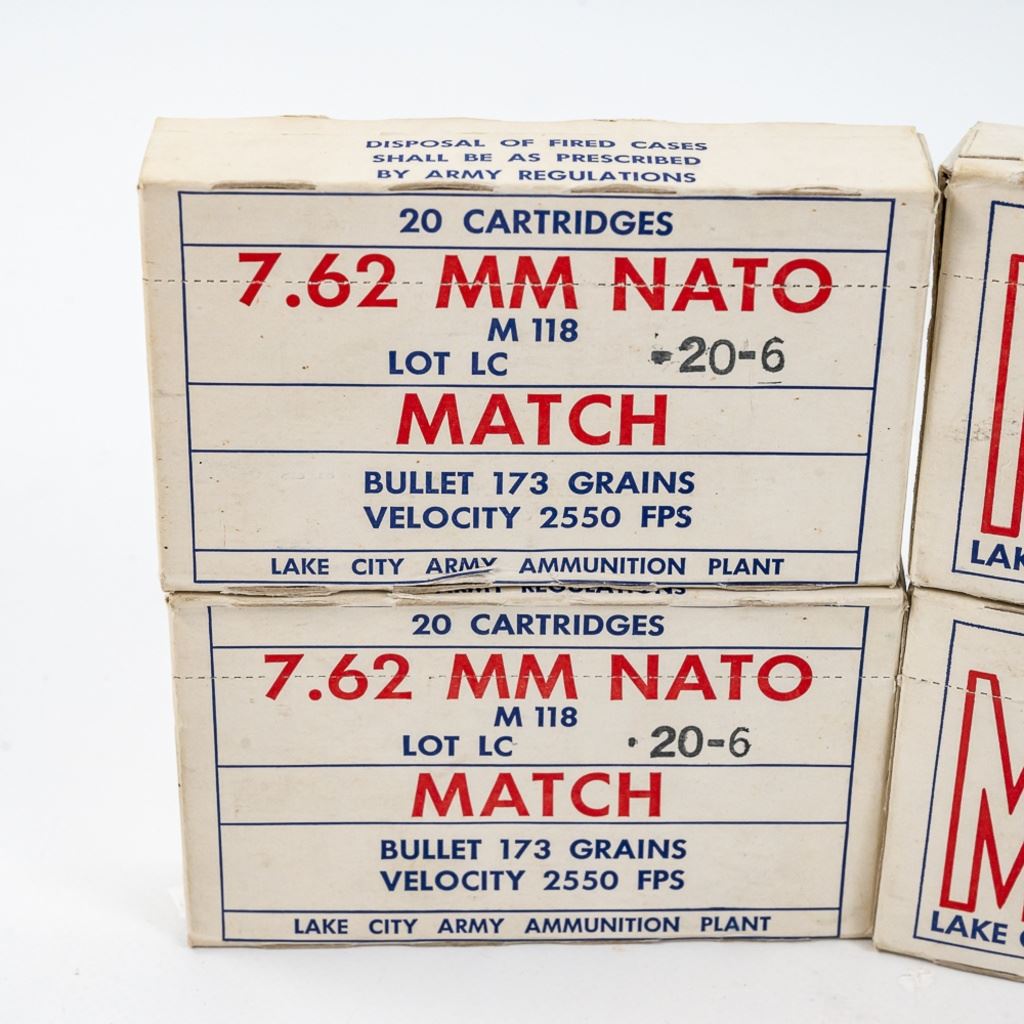 DISPOSAL OF FIRED CASES
SHALL BE AS PRESCRIBED
BY ARMY REGULATIONS
20 CARTRIDGES
7.62 MM NATO
M 118
LOT LC 20-6
MATCH
BULLET 173 GRAINS
VELOCITY 2550 FPS
LAKE CITY ARMY AMMUNITION PLANT
ARMY REGULATIONS
20 CARTRIDGES
7.62 MM NATO
M 118
LOT LC 20-6
MATCH
BULLET 173 GRAINS
VELOCITY 2550 FPS
LAKE CITY ARMY AMMUNITION PLANT
LAK
M
LAKE